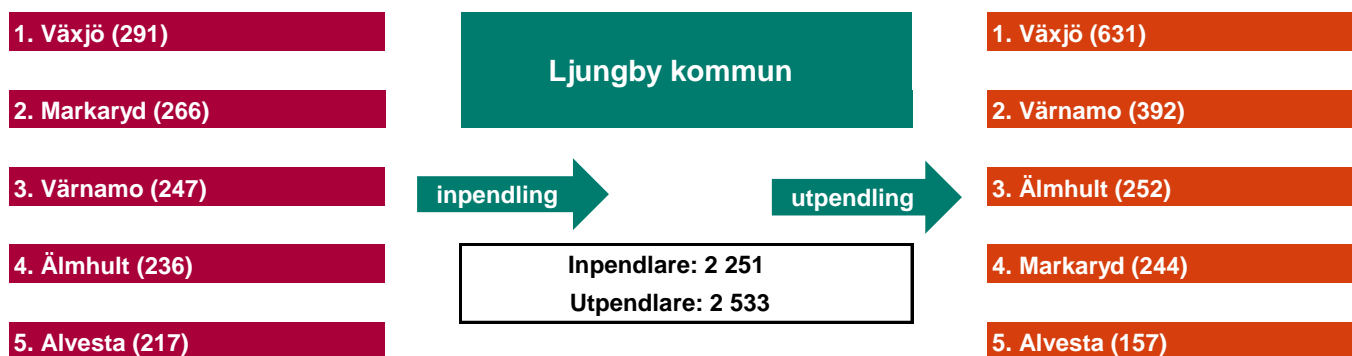 1. Växjö (291)
2. Markaryd (266)
3. Värnamo (247)
4. Älmhult (236)
5. Alvesta (217)
Ljungby kommun
inpendling
utpendling
Inpendlare: 2 251
Utpendlare: 2 533
1. Växjö (631)
2. Värnamo (392)
3. Älmhult (252)
4. Markaryd (244)
5. Alvesta (157)